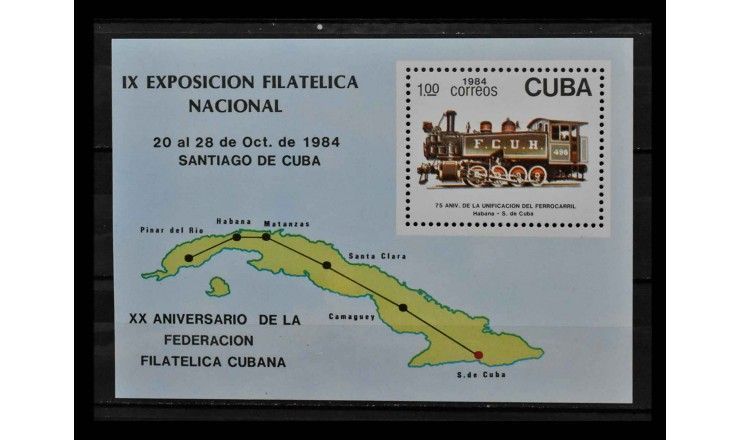 IX EXPOSICION FILATELICA
NACIONAL
20 al 28 de Oct. de 1984
SANTIAGO DE CUBA
1984
1.00 correos CUBA
F.C.U.H.
496
75 ANIV. DE LA UNIFICACION DEL FERROCARRIL
Habana - S. de Cuba
Pinar del Rio
Habana
Matanzas
Santa Clara
Camaguey
S. de Cuba
XX ANIVERSARIO DE LA
FEDERACION
FILATELICA CUBANA